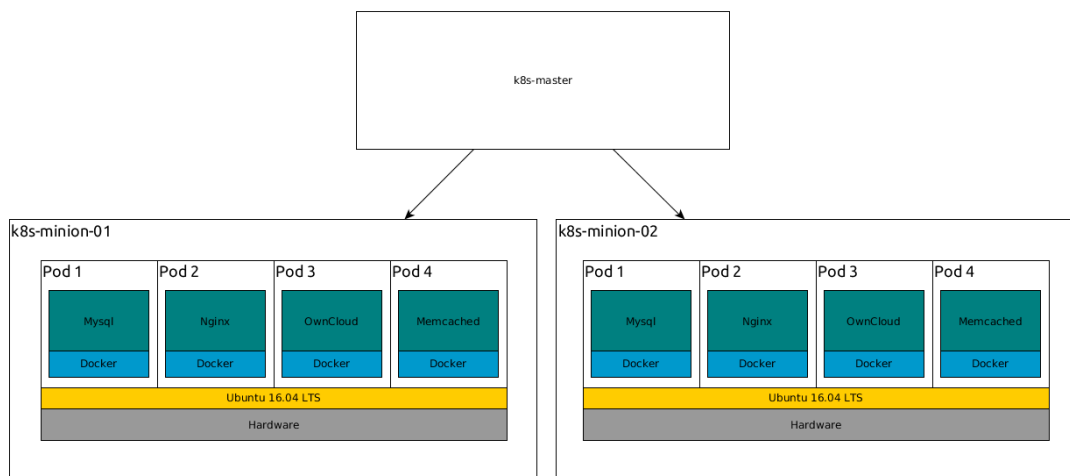 k8s-master
k8s-minion-01
Pod 1 Pod 2 Pod 3 Pod 4
Mysql Nginx OwnCloud Memcached
Docker Docker Docker Docker
Ubuntu 16.04 LTS
Hardware
k8s-minion-02
Pod 1 Pod 2 Pod 3 Pod 4
Mysql Nginx OwnCloud Memcached
Docker Docker Docker Docker
Ubuntu 16.04 LTS
Hardware